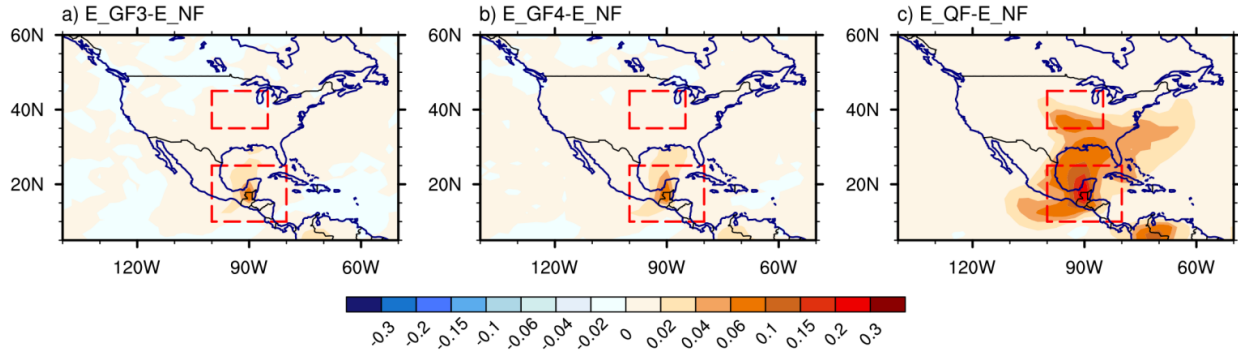 a) E_GF3-E_NF
b) E_GF4-E_NF
c) E_QF-E_NF
60N
60N
60N
40N
40N
40N
20N
20N
20N
120W 90W 60W
120W 90W 60W
120W 90W 60W
-0.3 -0.2 -0.15 -0.1 -0.06 -0.04 -0.02 0 0.02 0.04 0.06 0.1 0.15 0.2 0.3